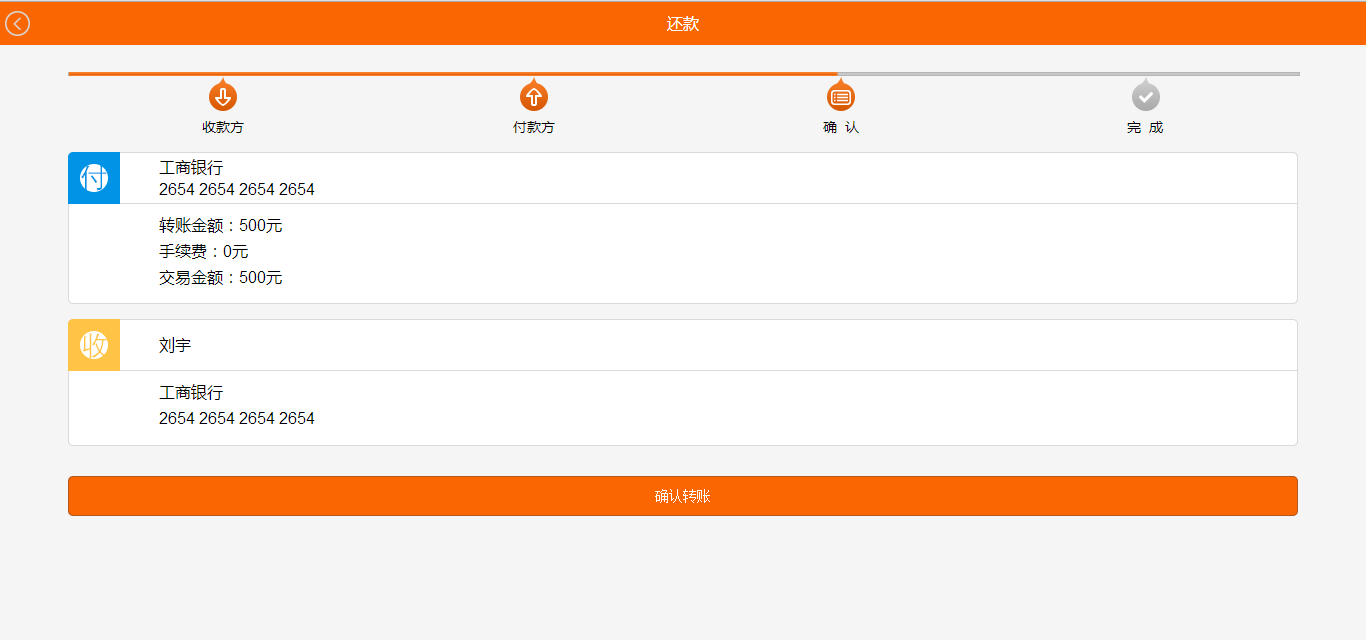 还款
收款方
付款方
确 认
完 成
付
工商银行
2654 2654 2654 2654
转账金额：500元
手续费：0元
交易金额：500元
收
刘宇
工商银行
2654 2654 2654 2654
确认转账